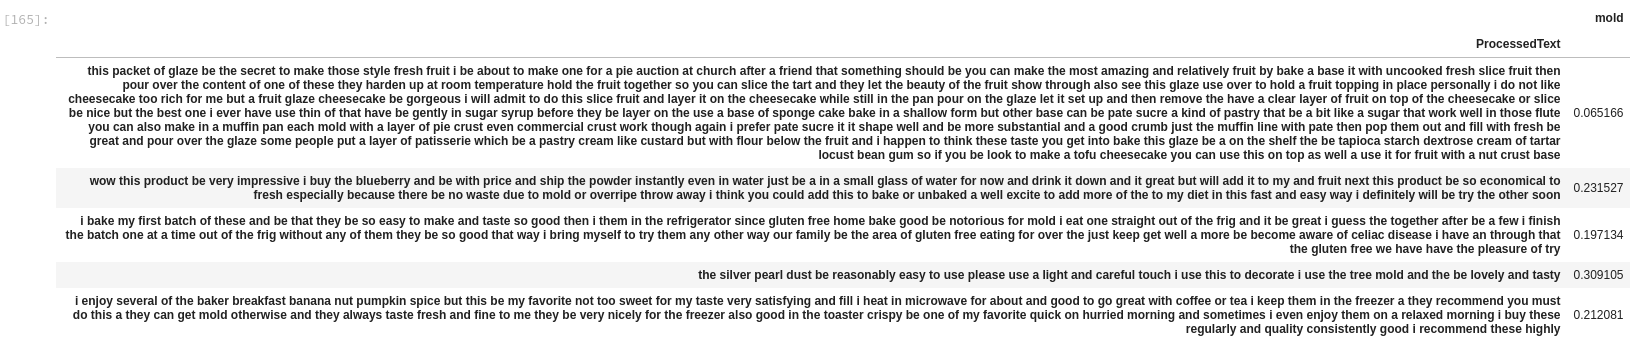 [165]:
mold
ProcessedText
this packet of glaze be the secret to make those style fresh fruit i be about to make one for a pie auction at church after a friend that something should be you can make the most amazing and relatively fruit by bake a base it with uncooked fresh slice fruit then
pour over the content of one of these they harden up at room temperature hold the fruit together so you can slice the tart and they let the beauty of the fruit show through also see this glaze use over to hold a fruit topping in place personally i do not like
cheesecake too rich for me but a fruit glaze cheesecake be gorgeous i will admit to do this slice fruit and layer it on the cheesecake while still in the pan pour on the glaze let it set up and then remove the have a clear layer of fruit on top of the cheesecake or slice
be nice but the best one i ever have use thin of that have be gently in sugar syrup before they be layer on the use a base of sponge cake bake in a shallow form but other base can be pate sucre a kind of pastry that be a bit like a sugar that work well in those flute 0.065166
you can also make in a muffin pan each mold with a layer of pie crust even commercial crust work though again i prefer pate sucre it it shape well and be more substantial and a good crumb just the muffin line with pate then pop them out and fill with fresh be
great and pour over the glaze some people put a layer of patisserie which be a pastry cream like custard but with flour below the fruit and i happen to think these taste you get into bake this glaze be a on the shelf the be tapioca starch dextrose cream of tartar
locust bean gum so if you be look to make a tofu cheesecake you can use this on top as well a use it for fruit with a nut crust base
wow this product be very impressive i buy the blueberry and be with price and ship the powder instantly even in water just be a in a small glass of water for now and drink it down and it great but will add it to my and fruit next this product be so economical to 0.231527
fresh especially because there be no waste due to mold or overripe throw away i think you could add this to bake or unbaked a well excite to add more of the to my diet in this fast and easy way i definitely will be try the other soon
i bake my first batch of these and be that they be so easy to make and taste so good then i them in the refrigerator since gluten free home bake good be notorious for mold i eat one straight out of the frig and it be great i guess the together after be a few i finish
the batch one at a time out of the frig without any of them they be so good that way i bring myself to try them any other way our family be the area of gluten free eating for over the just keep get well a more be become aware of celiac disease i have an through that 0.197134
the gluten free we have have the pleasure of try
the silver pearl dust be reasonably easy to use please use a light and careful touch i use this to decorate i use the tree mold and the be lovely and tasty 0.309105
i enjoy several of the baker breakfast banana nut pumpkin spice but this be my favorite not too sweet for my taste very satisfying and fill i heat in microwave for about and good to go great with coffee or tea i keep them in the freezer a they recommend you must
do this a they can get mold otherwise and they always taste fresh and fine to me they be very nicely for the freezer also good in the toaster crispy be one of my favorite quick on hurried morning and sometimes i even enjoy them on a relaxed morning i buy these 0.212081
regularly and quality consistently good i recommend these highly